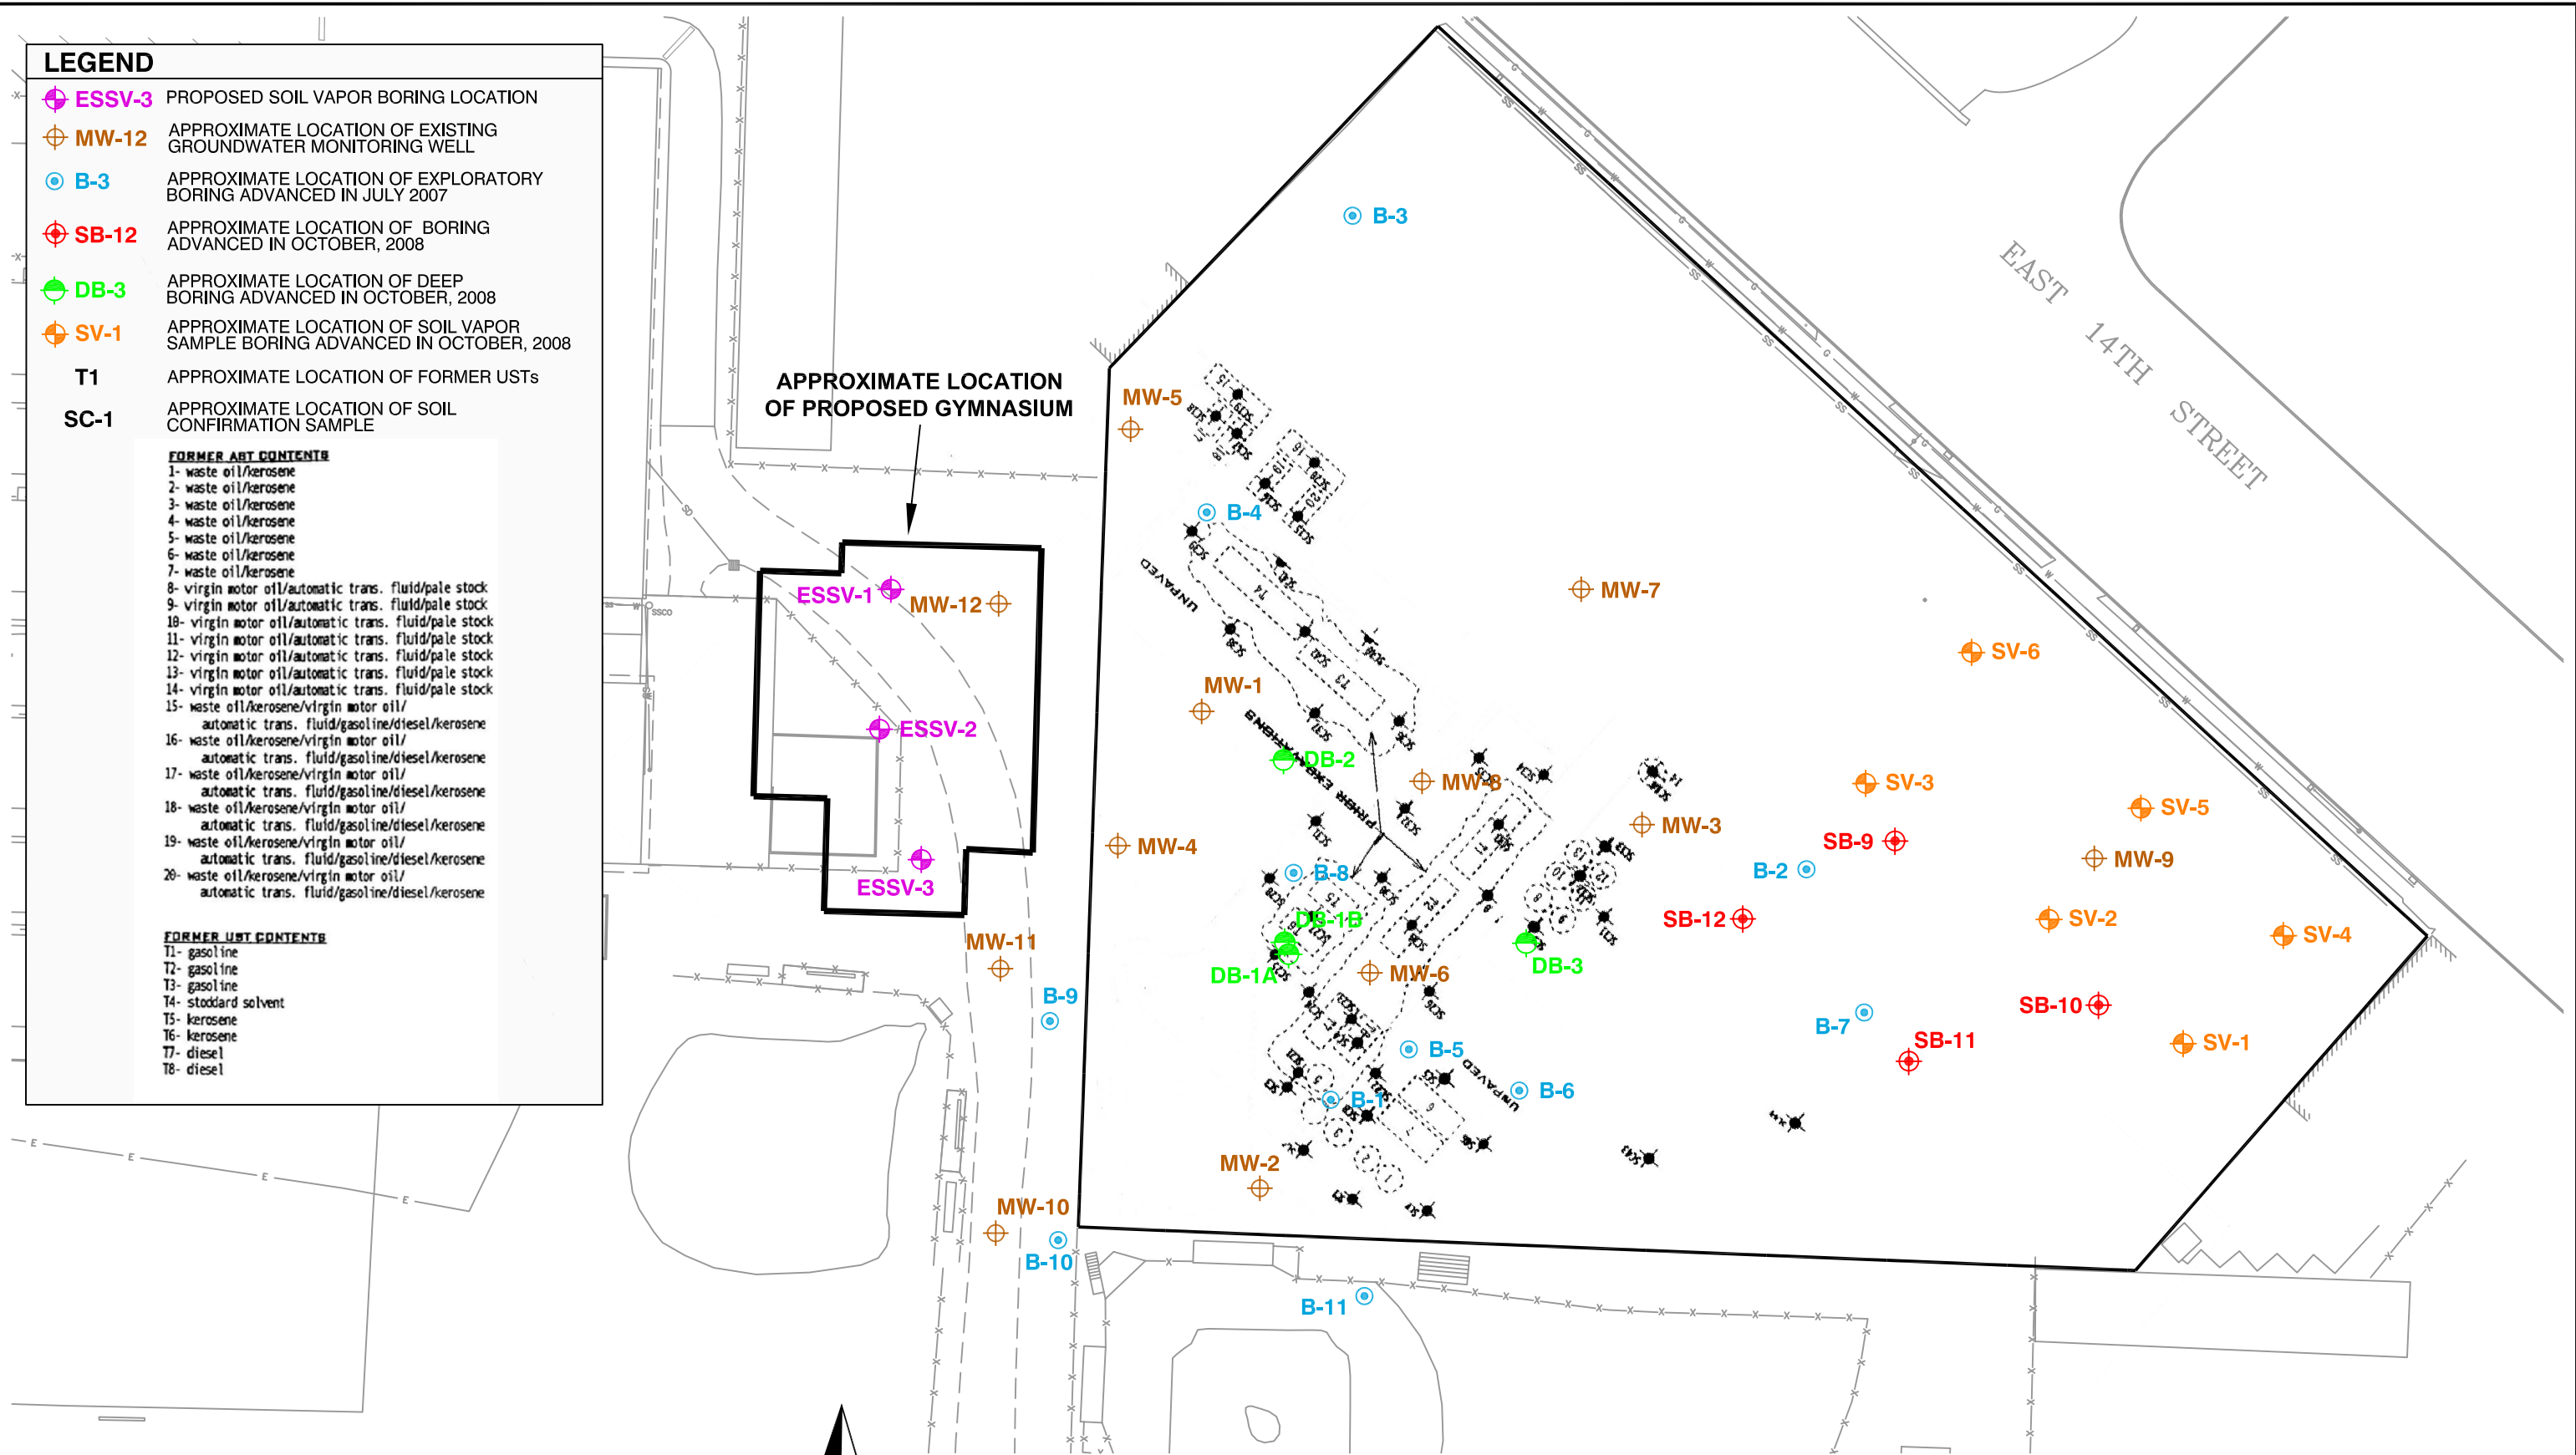 LEGEND
ESSV-3 PROPOSED SOIL VAPOR BORING LOCATION
MW-12 APPROXIMATE LOCATION OF EXISTING
GROUNDWATER MONITORING WELL
B-3 APPROXIMATE LOCATION OF EXPLORATORY
BORING ADVANCED IN JULY 2007
SB-12 APPROXIMATE LOCATION OF BORING
ADVANCED IN OCTOBER, 2008
DB-3 APPROXIMATE LOCATION OF DEEP
BORING ADVANCED IN OCTOBER, 2008
SV-1 APPROXIMATE LOCATION OF SOIL VAPOR
SAMPLE BORING ADVANCED IN OCTOBER, 2008
T1 APPROXIMATE LOCATION OF FORMER USTs
SC-1 APPROXIMATE LOCATION OF SOIL
CONFIRMATION SAMPLE
FORMER AST CONTENTS
1- waste oil/kerosene
2- waste oil/kerosene
3- waste oil/kerosene
4- waste oil/kerosene
5- waste oil/kerosene
6- waste oil/kerosene
7- waste oil/kerosene
8- virgin motor oil/automatic trans. fluid/pale stock
9- virgin motor oil/automatic trans. fluid/pale stock
10- virgin motor oil/automatic trans. fluid/pale stock
11- virgin motor oil/automatic trans. fluid/pale stock
12- virgin motor oil/automatic trans. fluid/pale stock
13- virgin motor oil/automatic trans. fluid/pale stock
14- virgin motor oil/automatic trans. fluid/pale stock
15- waste oil/kerosene/virgin motor oil/
automatic trans. fluid/gasoline/diesel/kerosene
16- waste oil/kerosene/virgin motor oil/
automatic trans. fluid/gasoline/diesel/kerosene
17- waste oil/kerosene/virgin motor oil/
automatic trans. fluid/gasoline/diesel/kerosene
18- waste oil/kerosene/virgin motor oil/
automatic trans. fluid/gasoline/diesel/kerosene
19- waste oil/kerosene/virgin motor oil/
automatic trans. fluid/gasoline/diesel/kerosene
20- waste oil/kerosene/virgin motor oil/
automatic trans. fluid/gasoline/diesel/kerosene
FORMER UST CONTENTS
T1- gasoline
T2- gasoline
T3- gasoline
T4- stoddard solvent
T5- kerosene
T6- kerosene
T7- diesel
T8- diesel
APPROXIMATE LOCATION
OF PROPOSED GYMNASIUM
EAST 14TH STREET
B-3
MW-5
B-4
UNPAVED
MW-7
ESSV-1
MW-12
SSCO
SD
SV-6
MW-1
ESSV-2
DB-2
MW-8
SV-3
SV-5
MW-3
MW-4
SB-9
MW-9
B-2
B-8
ESSV-3
DB-1B
SB-12
SV-2
SV-4
MW-11
DB-1A
MW-6
DB-3
B-9
SB-10
B-7
SB-11
SV-1
B-5
UNPAVED
B-6
B-1
MW-2
MW-10
B-10
B-11